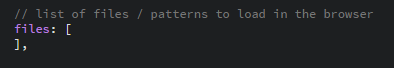 // list of files / patterns to load in the browser
files: [
],